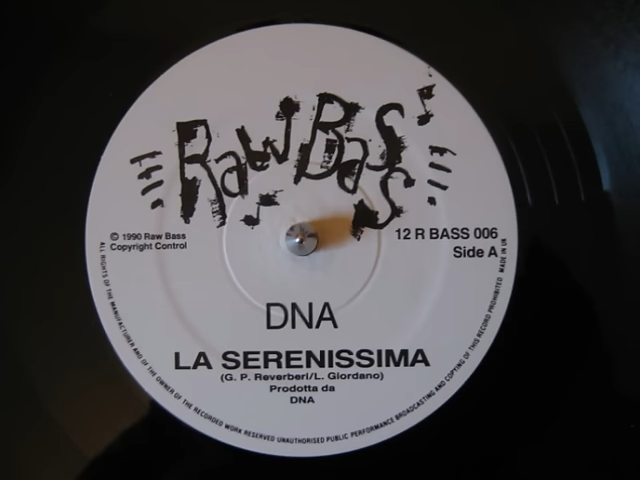 Raw Bass
© 1990 Raw Bass
Copyright Control
12 R BASS 006
Side A
DNA
LA SERENISSIMA
(G. P. Reverberi/L. Giordano)
Prodotta da
DNA
ALL RIGHTS OF THE MANUFACTURER AND OF THE OWNER OF THE RECORDED WORK RESERVED UNAUTHORISED PUBLIC PERFORMANCE BROADCASTING AND COPYING OF THIS RECORD PROHIBITED MADE IN UK